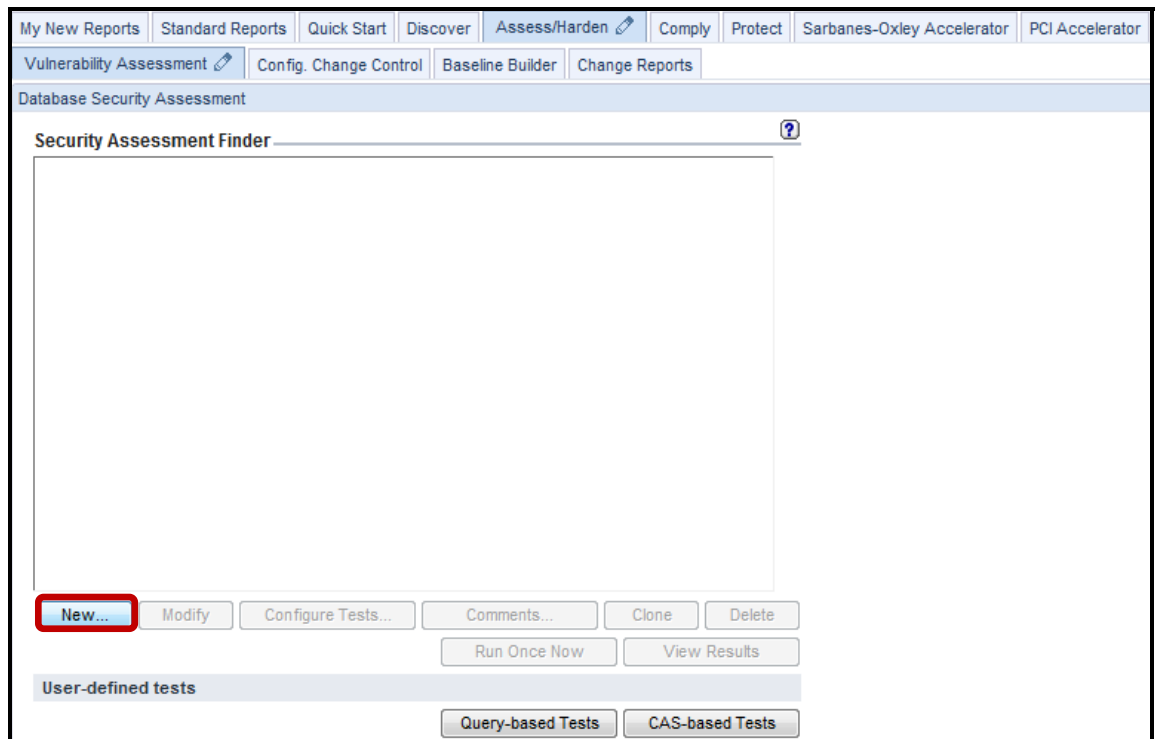 My New Reports Standard Reports Quick Start Discover Assess/Harden Comply Protect Sarbanes-Oxley Accelerator PCI Accelerator
Vulnerability Assessment Config. Change Control Baseline Builder Change Reports
Database Security Assessment
Security Assessment Finder ?
New... Modify Configure Tests... Comments... Clone Delete
Run Once Now View Results
User-defined tests
Query-based Tests CAS-based Tests